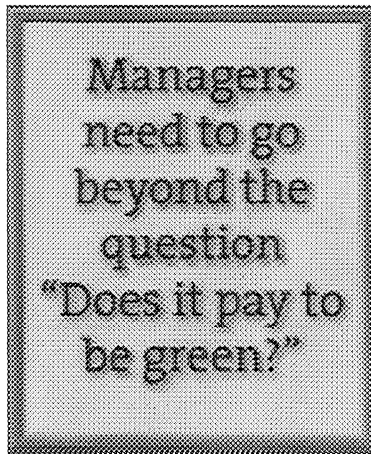 Managers
need to go
beyond the
question
“Does it pay to
be green?”